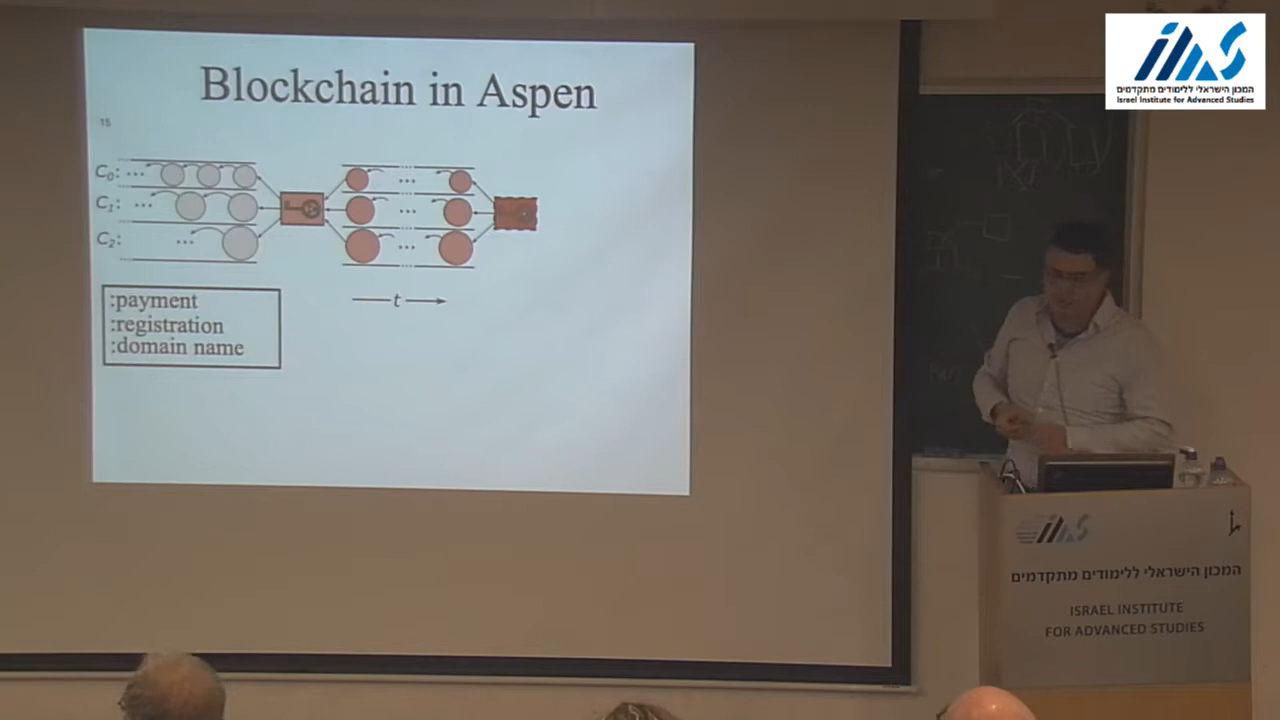 Blockchain in Aspen
15
C₀: ...
...
C₁: ...
...
C₂: ...
...
t
:payment
:registration
:domain name
המכון הישראלי ללימודים מתקדמים
Israel Institute for Advanced Studies
המכון הישראלי ללימודים מתקדמים
ISRAEL INSTITUTE
FOR ADVANCED STUDIES